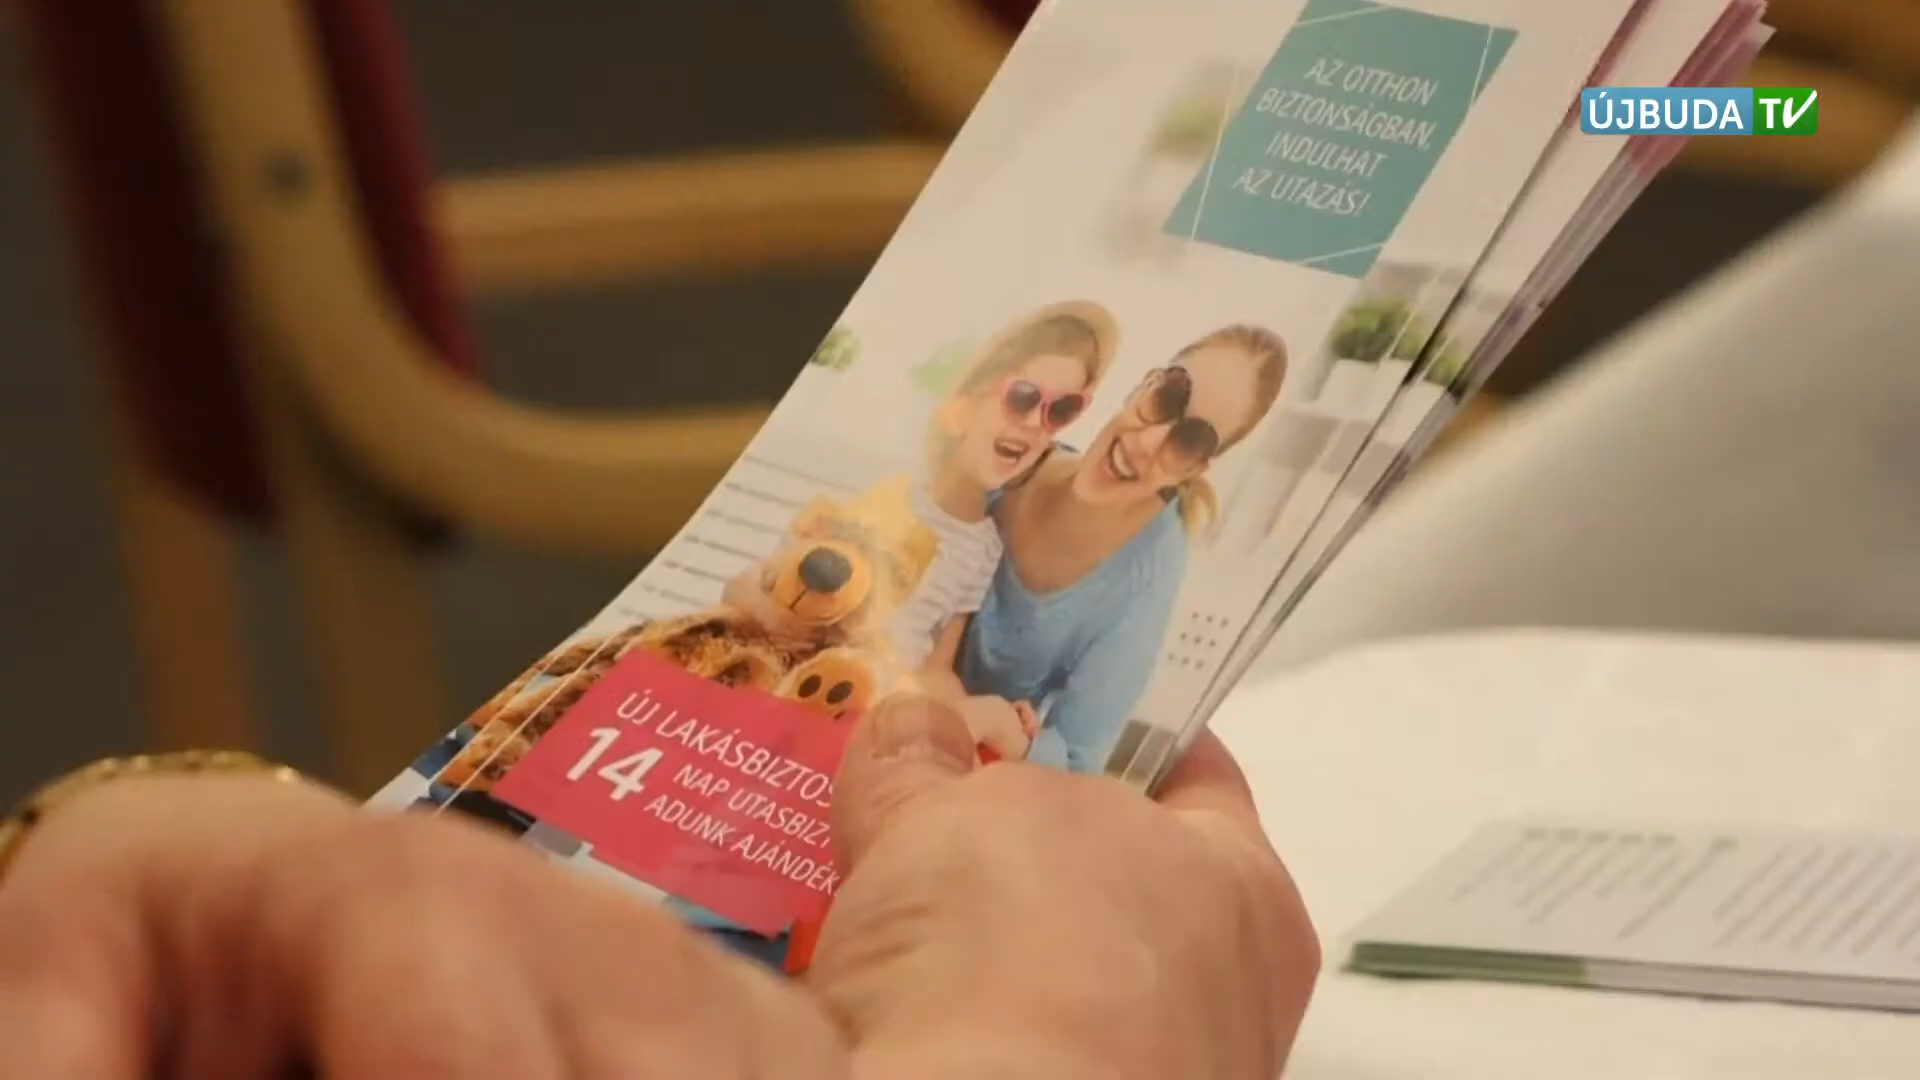 ÚJBUDA TV
AZ OTTHON
BIZTONSÁGBAN,
INDULHAT
AZ UTAZÁS!
ÚJ LAKÁSBIZTOS
14 NAP UTASBIZT
ADUNK AJÁNDÉK